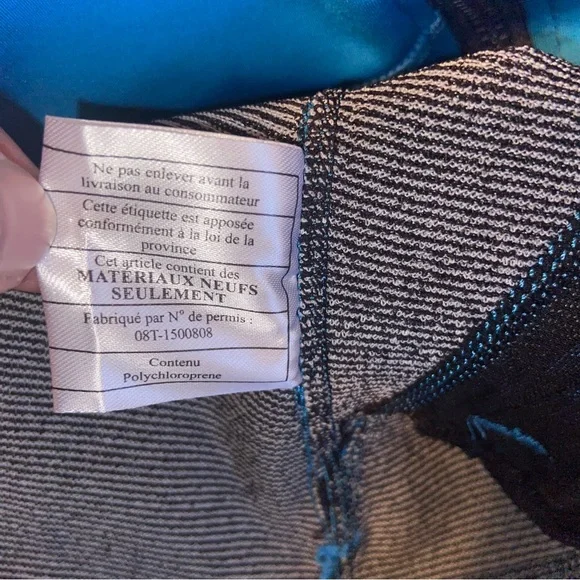 Ne pas enlever avant la
livraison au consommateur
Cette étiquette est apposée
conformément à la loi de la
province
Cet article contient des
MATERIAUX NEUFS
SEULEMENT
Fabriqué par N° de permis :
08T-1500808
Contenu
Polychloroprene